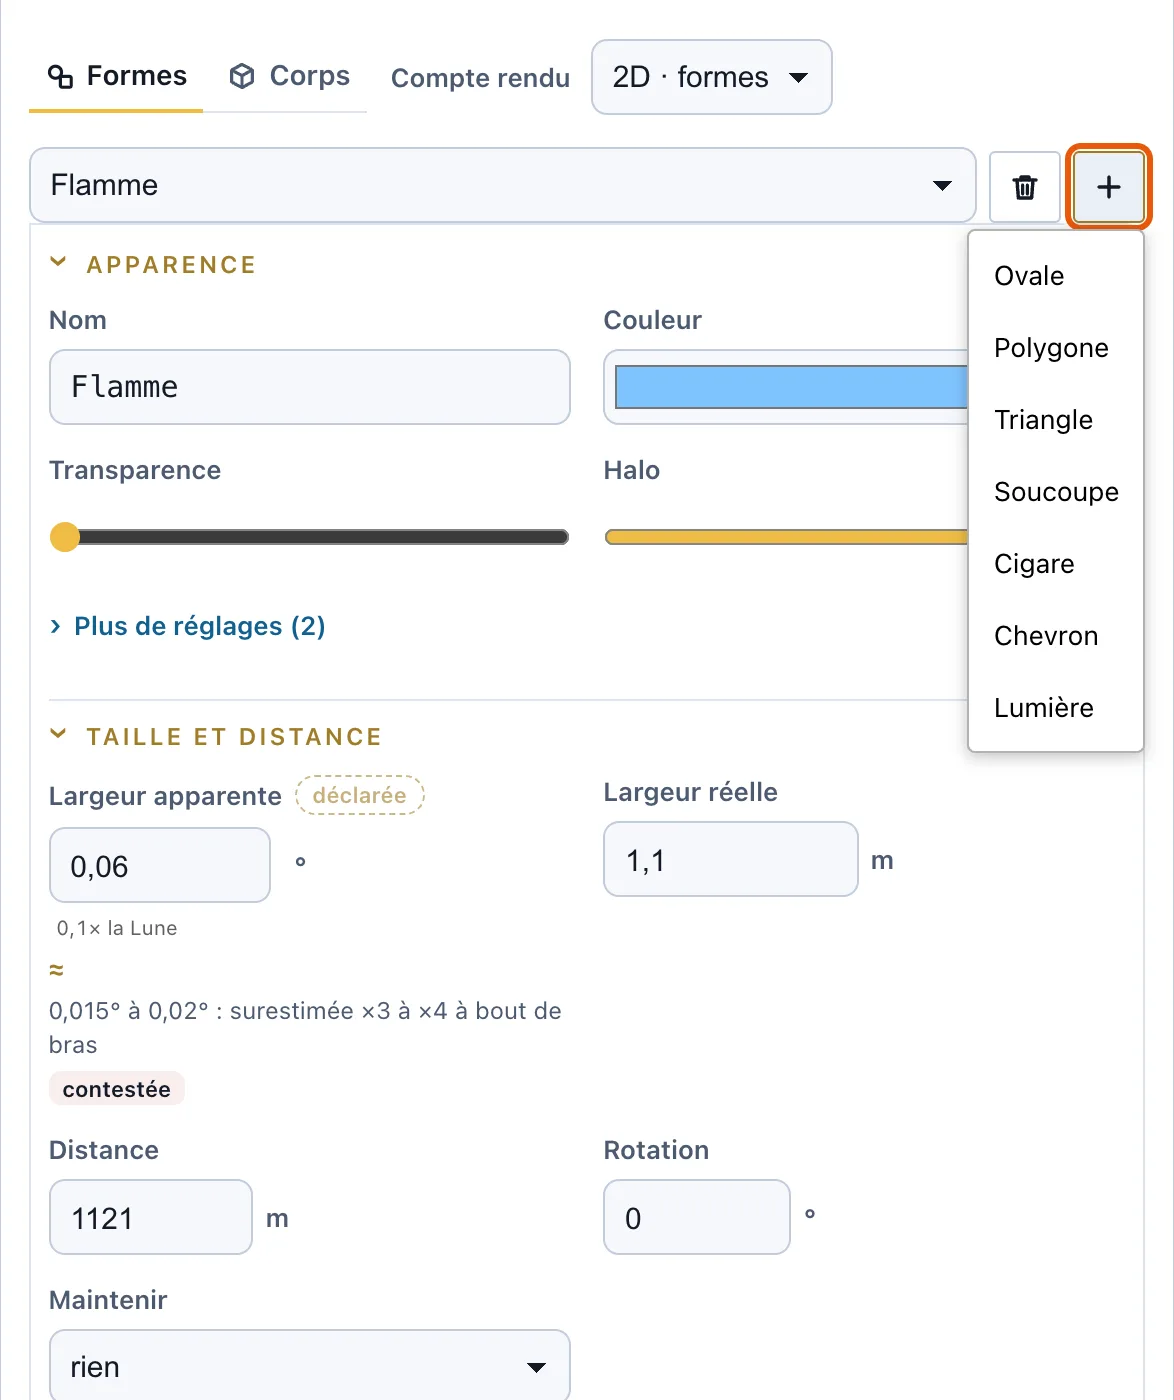 Formes
Corps
Compte rendu
2D · formes
Flamme
APPARENCE
Nom
Couleur
Flamme
Transparence
Halo
Plus de réglages (2)
Ovale
Polygone
Triangle
Soucoupe
Cigare
Chevron
Lumière
TAILLE ET DISTANCE
Largeur apparente
déclarée
Largeur réelle
0,06 °
1,1 m
0,1× la Lune
≈
0,015° à 0,02° : surestimée ×3 à ×4 à bout de
bras
contestée
Distance
Rotation
1121 m
0 °
Maintenir
rien